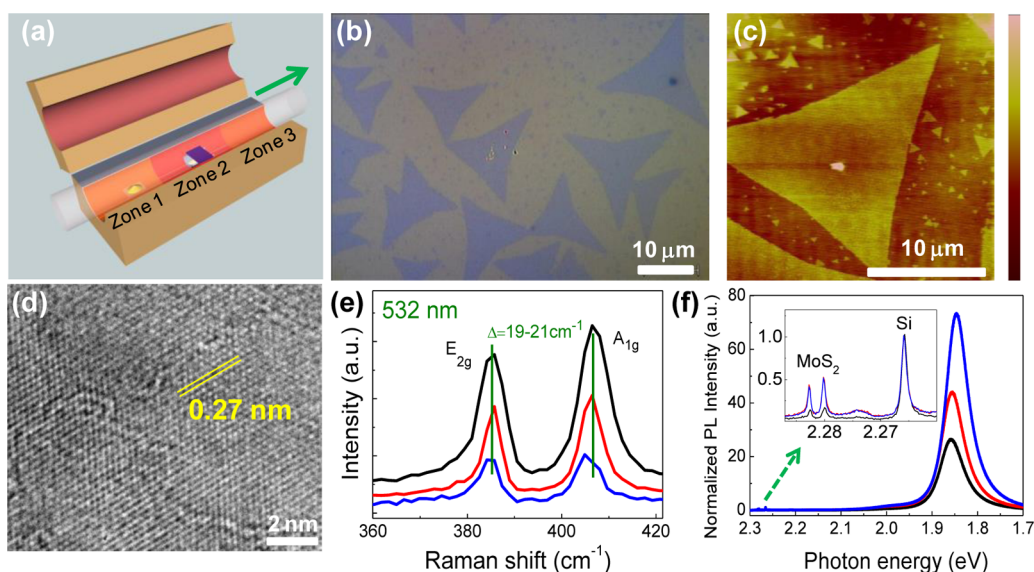 (a)
Zone 1
Zone 2
Zone 3
(b)
10 μm
(c)
10 μm
(d)
0.27 nm
2 nm
(e)
532 nm
Δ=19-21cm⁻¹
E2g
A1g
Intensity (a.u.)
360 380 400 420
Raman shift (cm⁻¹)
(f)
Normalized PL Intensity (a.u.)
80
60
40
20
0
1.0
0.5
MoS₂
Si
2.28 2.27
2.3 2.2 2.1 2.0 1.9 1.8 1.7
Photon energy (eV)